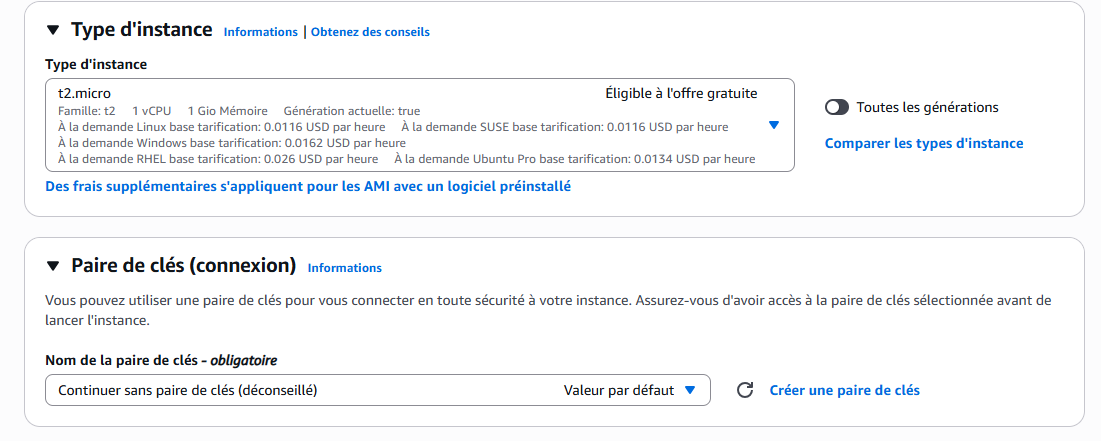 Type d'instance Informations | Obtenez des conseils
Type d'instance
t2.micro Éligible à l'offre gratuite
Famille: t2 1 vCPU 1 Gio Mémoire Génération actuelle: true
À la demande Linux base tarification: 0.0116 USD par heure À la demande SUSE base tarification: 0.0116 USD par heure
À la demande Windows base tarification: 0.0162 USD par heure
À la demande RHEL base tarification: 0.026 USD par heure À la demande Ubuntu Pro base tarification: 0.0134 USD par heure
Toutes les générations
Comparer les types d'instance
Des frais supplémentaires s'appliquent pour les AMI avec un logiciel préinstallé
Paire de clés (connexion) Informations
Vous pouvez utiliser une paire de clés pour vous connecter en toute sécurité à votre instance. Assurez-vous d'avoir accès à la paire de clés sélectionnée avant de
lancer l'instance.
Nom de la paire de clés - obligatoire
Continuer sans paire de clés (déconseillé) Valeur par défaut
Créer une paire de clés